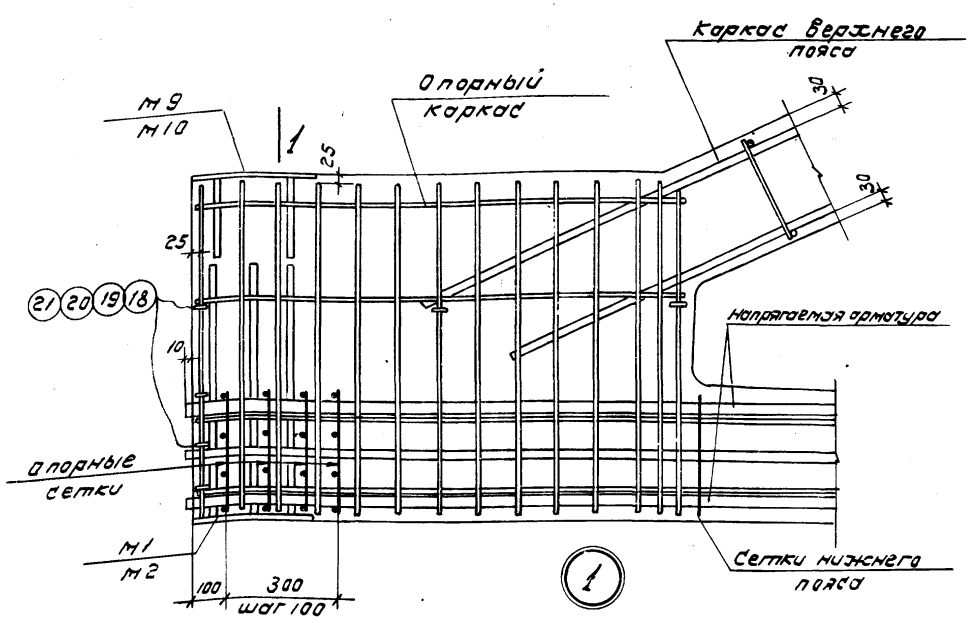 Каркас верхнего
пояса
Опорный
каркас
М9
М10
1
25
30
30
25
21 20 19 18
10
Напрягаемая арматура
Опорные
сетки
М1
М2
100
300
шаг 100
1
Сетки нижнего
пояса